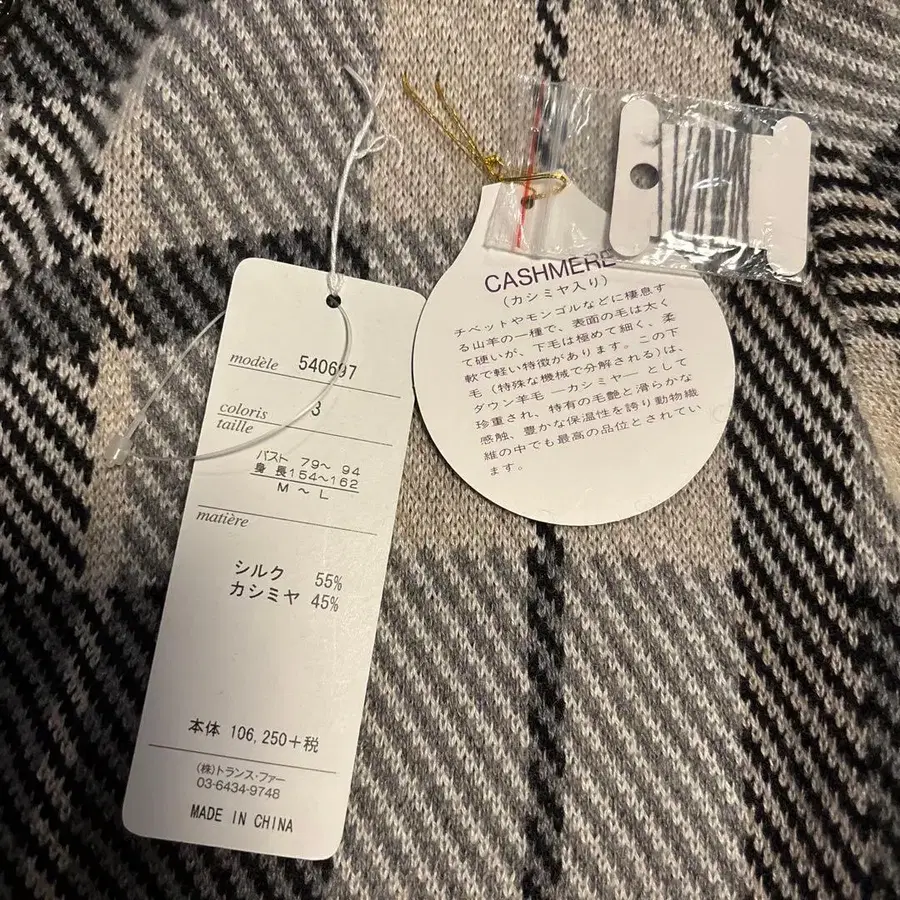 modèle 540697
coloris 3
taille
バスト 79～ 94
身 長154～162
M ～ L
matière
シルク 55%
カシミヤ 45%
本体 106,250+税
(株)トランス・ファー
03-6434-9748
MADE IN CHINA
CASHMERE
(カシミヤ入り)
チベットやモンゴルなどに棲息す
る山羊の一種で、表面の毛は太く
て硬いが、下毛は極めて細く、柔
軟で軽い特徴があります。この下
毛（特殊な機械で分解される)は、
ダウン羊毛 ―カシミヤ― として
珍重され、特有の毛艶と滑らかな
感触、豊かな保温性を誇り動物繊
維の中でも最高の品位とされてい
ます。